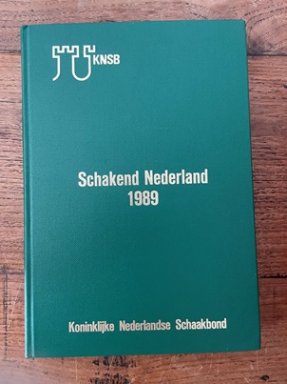 KNSB
Schakend Nederland
1989
Koninklijke Nederlandse Schaakbond